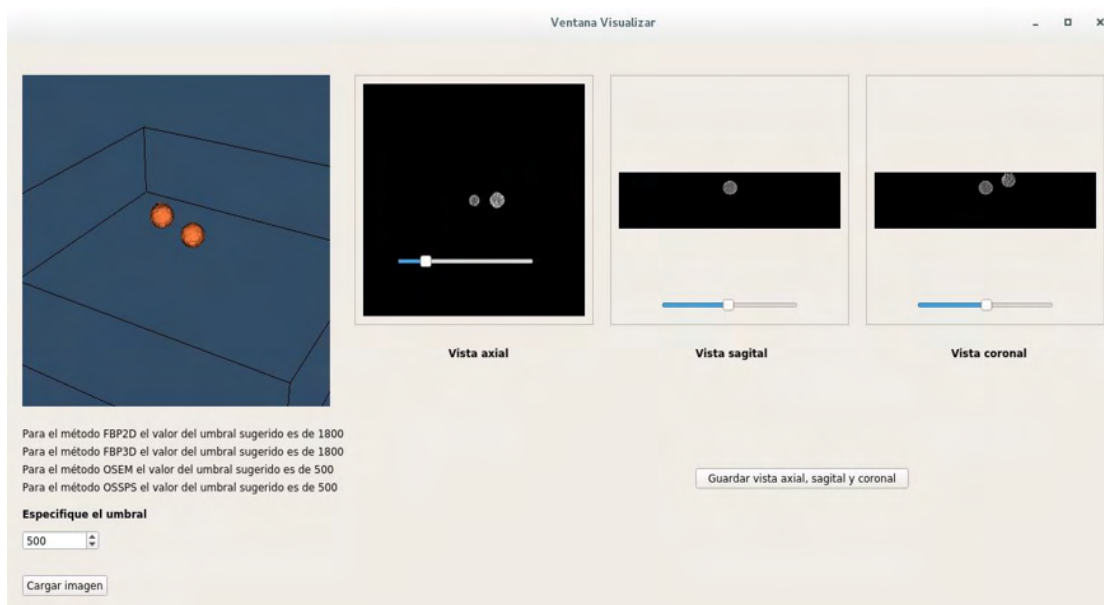 Ventana Visualizar
Vista axial
Vista sagital
Vista coronal
Para el método FBP2D el valor del umbral sugerido es de 1800
Para el método FBP3D el valor del umbral sugerido es de 1800
Para el método OSEM el valor del umbral sugerido es de 500
Para el método OSSPS el valor del umbral sugerido es de 500
Guardar vista axial, sagital y coronal
Especifique el umbral
500
Cargar imagen